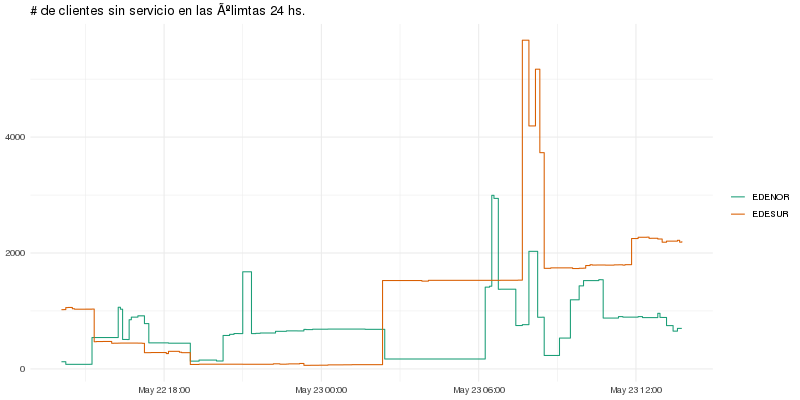 # de clientes sin servicio en las Ãºlimtas 24 hs.
4000
2000
0
May 22 18:00
May 23 00:00
May 23 06:00
May 23 12:00
EDENOR
EDESUR